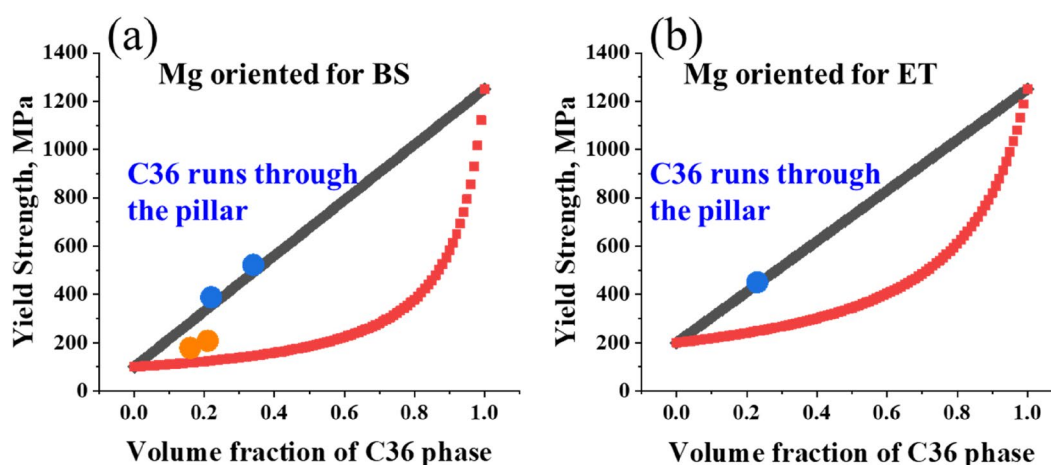 (a)
Mg oriented for BS
C36 runs through
the pillar
Yield Strength, MPa
1400
1200
1000
800
600
400
200
0
0.0 0.2 0.4 0.6 0.8 1.0
Volume fraction of C36 phase
(b)
Mg oriented for ET
C36 runs through
the pillar
Yield Strength, MPa
1400
1200
1000
800
600
400
200
0
0.0 0.2 0.4 0.6 0.8 1.0
Volume fraction of C36 phase